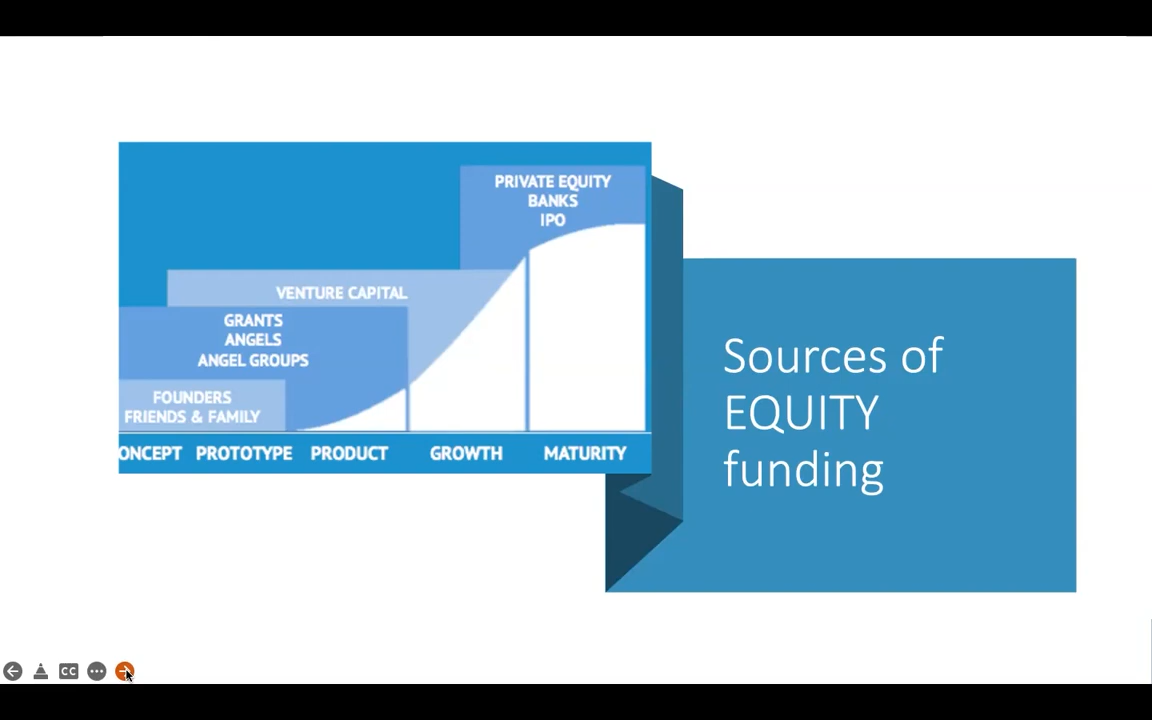 PRIVATE EQUITY
BANKS
IPO
VENTURE CAPITAL
GRANTS
ANGELS
ANGEL GROUPS
FOUNDERS
FRIENDS & FAMILY
ONCEPT PROTOTYPE PRODUCT GROWTH MATURITY
Sources of
EQUITY
funding
CC